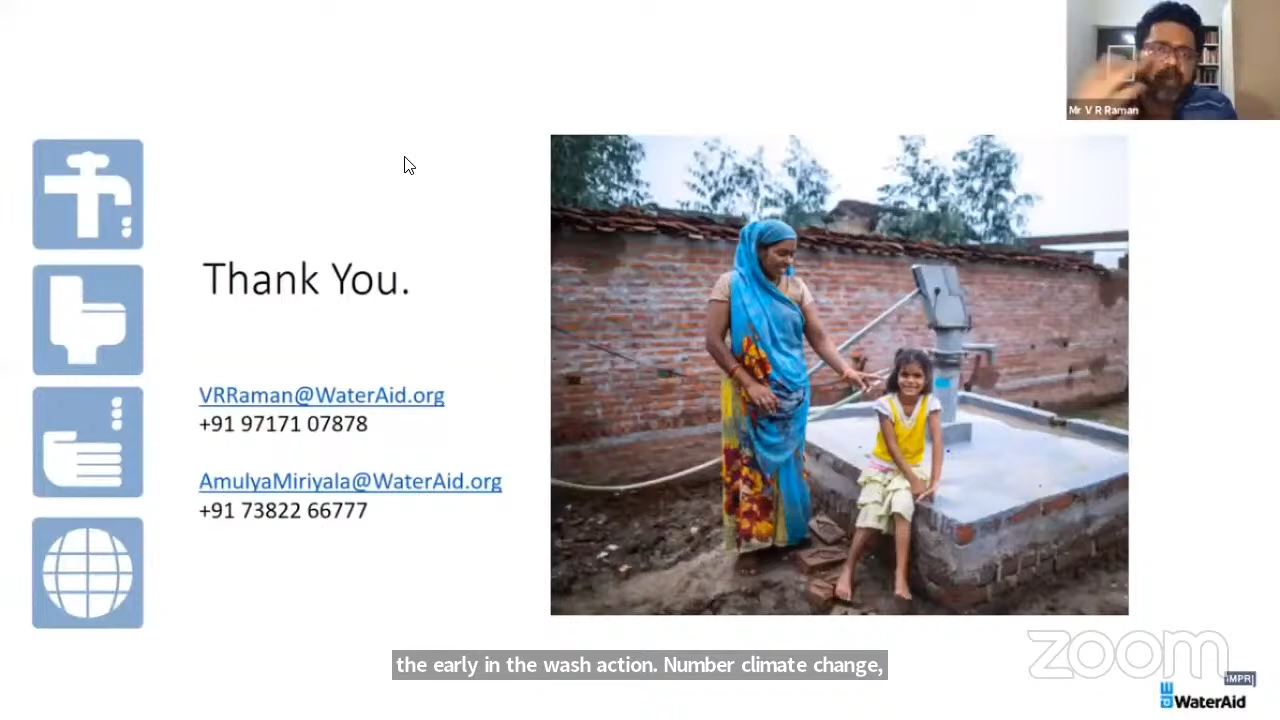 Mr V R Raman
Thank You.
VRRaman@WaterAid.org
+91 97171 07878
AmulyaMiriyala@WaterAid.org
+91 73822 66777
the early in the wash action. Number climate change,
zoom
IMPRI
WaterAid